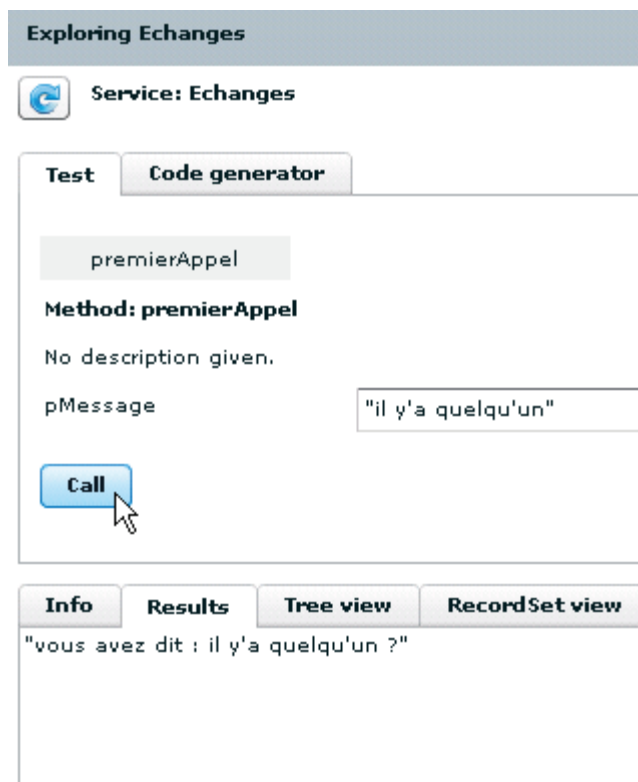 Exploring Echanges
Service: Echanges
Test Code generator
premierAppel
Method: premierAppel
No description given.
pMessage "il y'a quelqu'un"
Call
Info Results Tree view RecordSet view
"vous avez dit : il y'a quelqu'un ?"